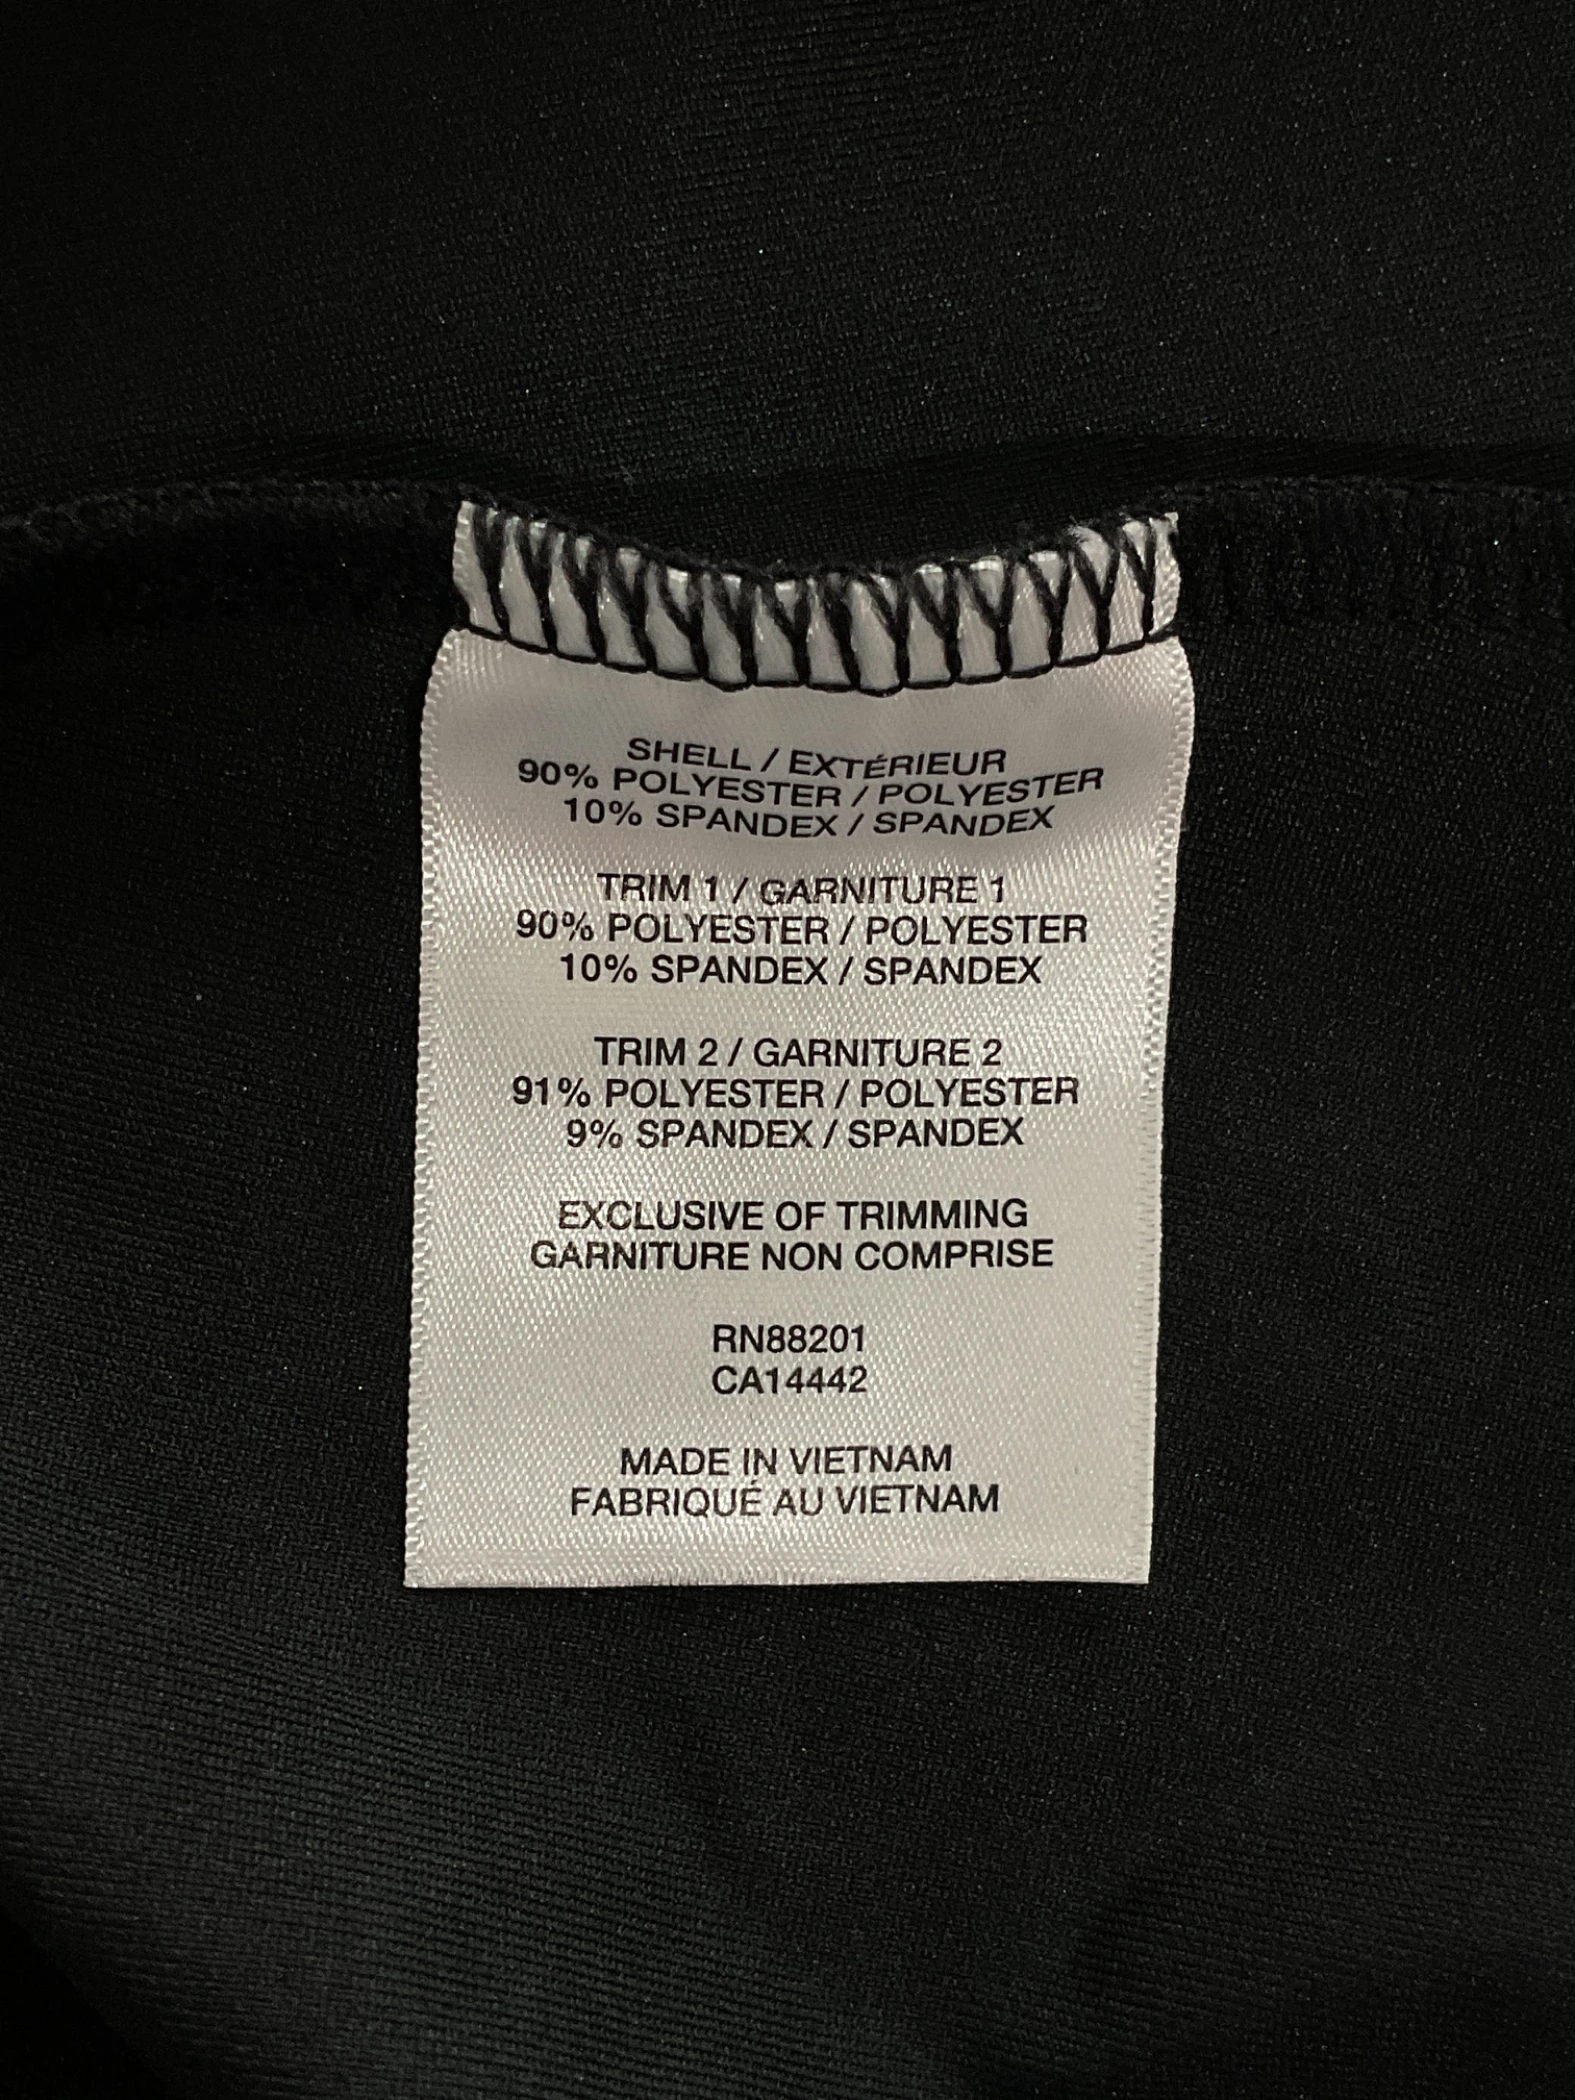 SHELL / EXTÉRIEUR
90% POLYESTER / POLYESTER
10% SPANDEX / SPANDEX
TRIM 1 / GARNITURE 1
90% POLYESTER / POLYESTER
10% SPANDEX / SPANDEX
TRIM 2 / GARNITURE 2
91% POLYESTER / POLYESTER
9% SPANDEX / SPANDEX
EXCLUSIVE OF TRIMMING
GARNITURE NON COMPRISE
RN88201
CA14442
MADE IN VIETNAM
FABRIQUÉ AU VIETNAM